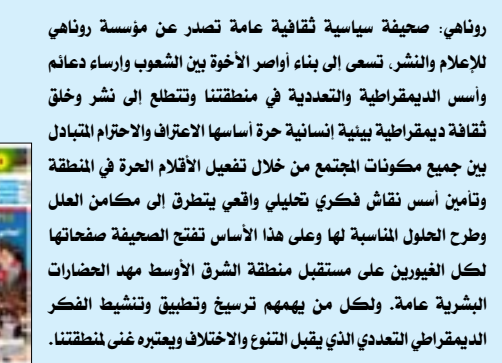 روناهي: صحيفة سياسية ثقافية عامة تصدر عن مؤسسة روناهي
للإعلام والنشر، تسعى إلى بناء أواصر الأخوة بين الشعوب وإرساء دعائم
وأسس الديمقراطية والتعددية في منطقتنا وتتطلع إلى نشر وخلق
ثقافة ديمقراطية بيئية إنسانية حرة أساسها الاعتراف والاحترام المتبادل
بين جميع مكونات المجتمع من خلال تفعيل الأقلام الحرة في المنطقة
وتأمين أسس نقاش فكري تحليلي واقعي يتطرق إلى مكامن العلل
وطرح الحلول المناسبة لها وعلى هذا الأساس تفتح الصحيفة صفحاتها
لكل الغيورين على مستقبل منطقة الشرق الأوسط مهد الحضارات
البشرية عامة. ولكل من يهمهم ترسيخ وتطبيق وتنشيط الفكر
الديمقراطي التعددي الذي يقبل التنوع والاختلاف ويعتبره غنى لمنطقتنا.